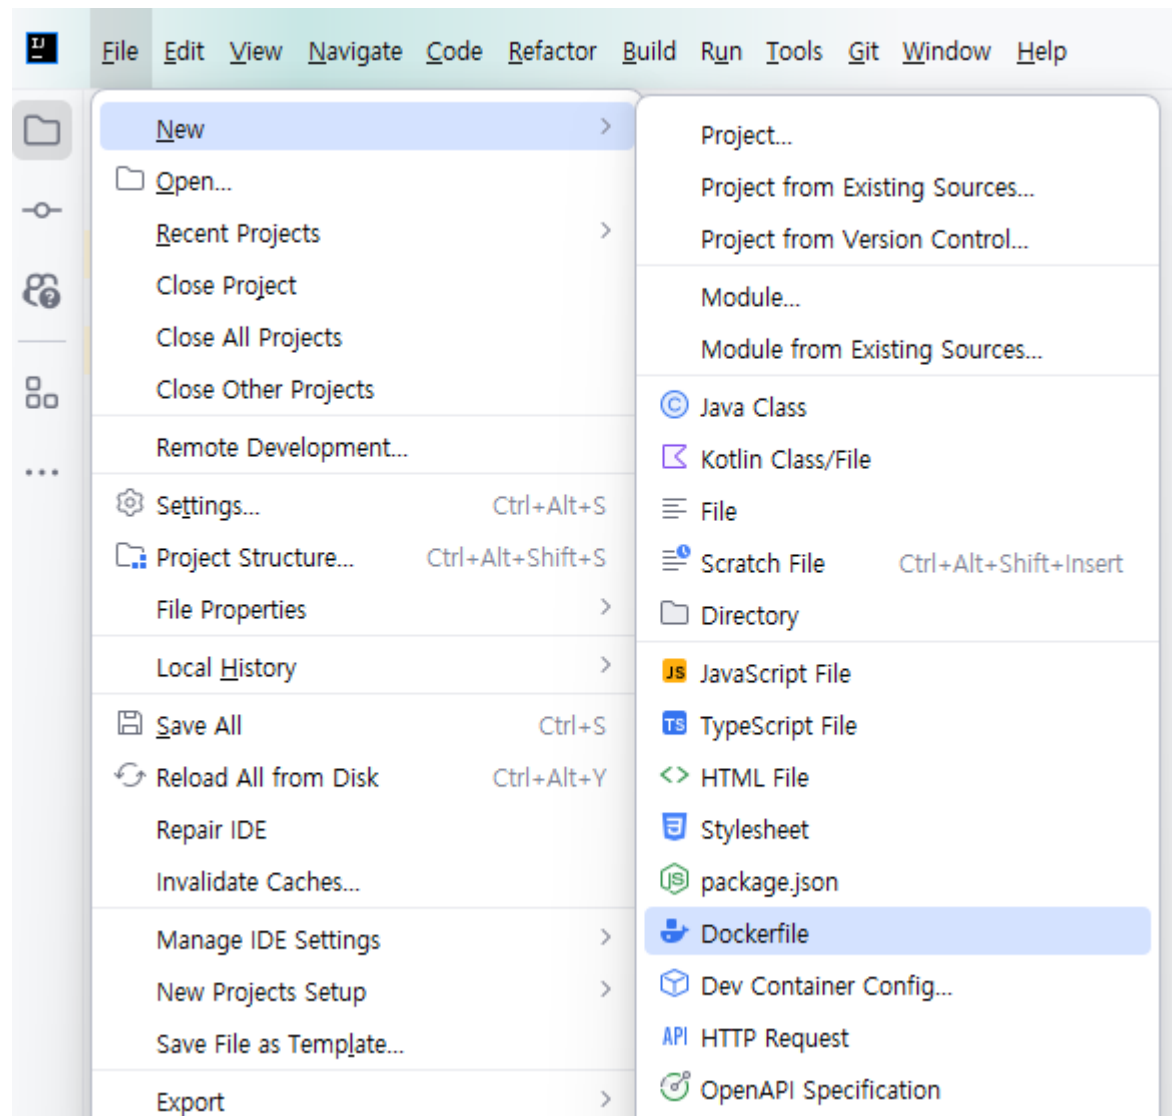 IJ
File Edit View Navigate Code Refactor Build Run Tools Git Window Help
New
Open...
Recent Projects
Close Project
Close All Projects
Close Other Projects
Remote Development...
Settings... Ctrl+Alt+S
Project Structure... Ctrl+Alt+Shift+S
File Properties
Local History
Save All Ctrl+S
Reload All from Disk Ctrl+Alt+Y
Repair IDE
Invalidate Caches...
Manage IDE Settings
New Projects Setup
Save File as Template...
Export
Project...
Project from Existing Sources...
Project from Version Control...
Module...
Module from Existing Sources...
C Java Class
Kotlin Class/File
File
Scratch File Ctrl+Alt+Shift+Insert
Directory
JS JavaScript File
TS TypeScript File
<> HTML File
Stylesheet
JS package.json
Dockerfile
Dev Container Config...
API HTTP Request
OpenAPI Specification